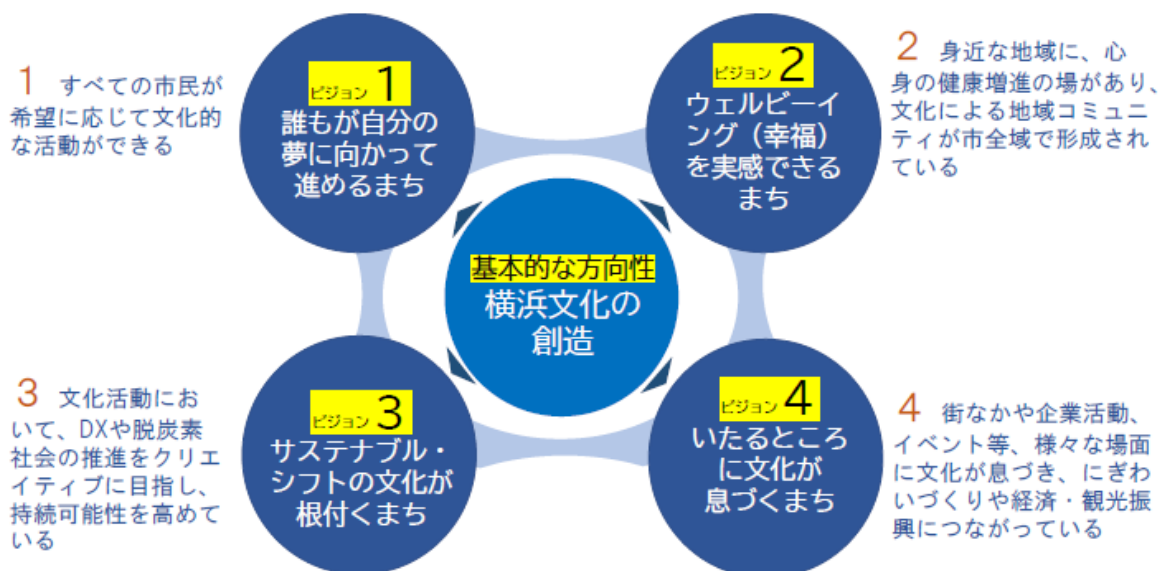 1 すべての市民が
希望に応じて文化的
な活動ができる
ビジョン 1
誰もが自分の
夢に向かって
進めるまち
ビジョン 2
ウェルビーイ
ング（幸福）
を実感できる
まち
2 身近な地域に、心
身の健康増進の場があり、
文化による地域コミュニ
ティが市全域で形成され
ている
基本的な方向性
横浜文化の
創造
3 文化活動にお
いて、DXや脱炭素
社会の推進をクリエ
イティブに目指し、
持続可能性を高めて
いる
ビジョン 3
サステナブル・
シフトの文化が
根付くまち
ビジョン 4
いたるところ
に文化が
息づくまち
4 街なかや企業活動、
イベント等、様々な場面
に文化が息づき、にぎわ
いづくりや経済・観光振
興につながっている